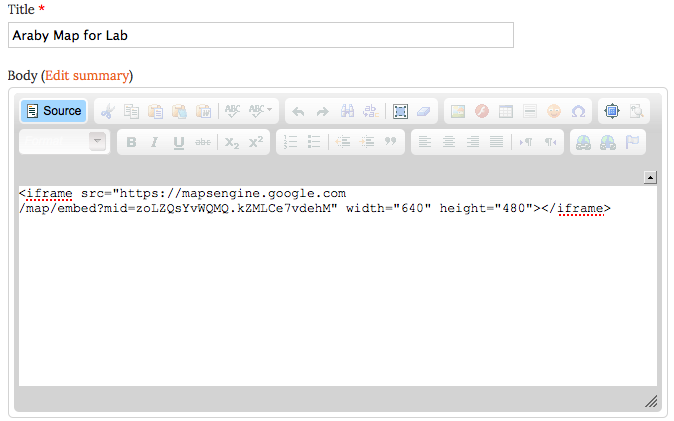 Title *
Araby Map for Lab
Body (Edit summary)
Source
<iframe src="https://mapsengine.google.com
/map/embed?mid=zoLZQsYvWQMQ.kZMLCe7vdehM" width="640" height="480"></iframe>